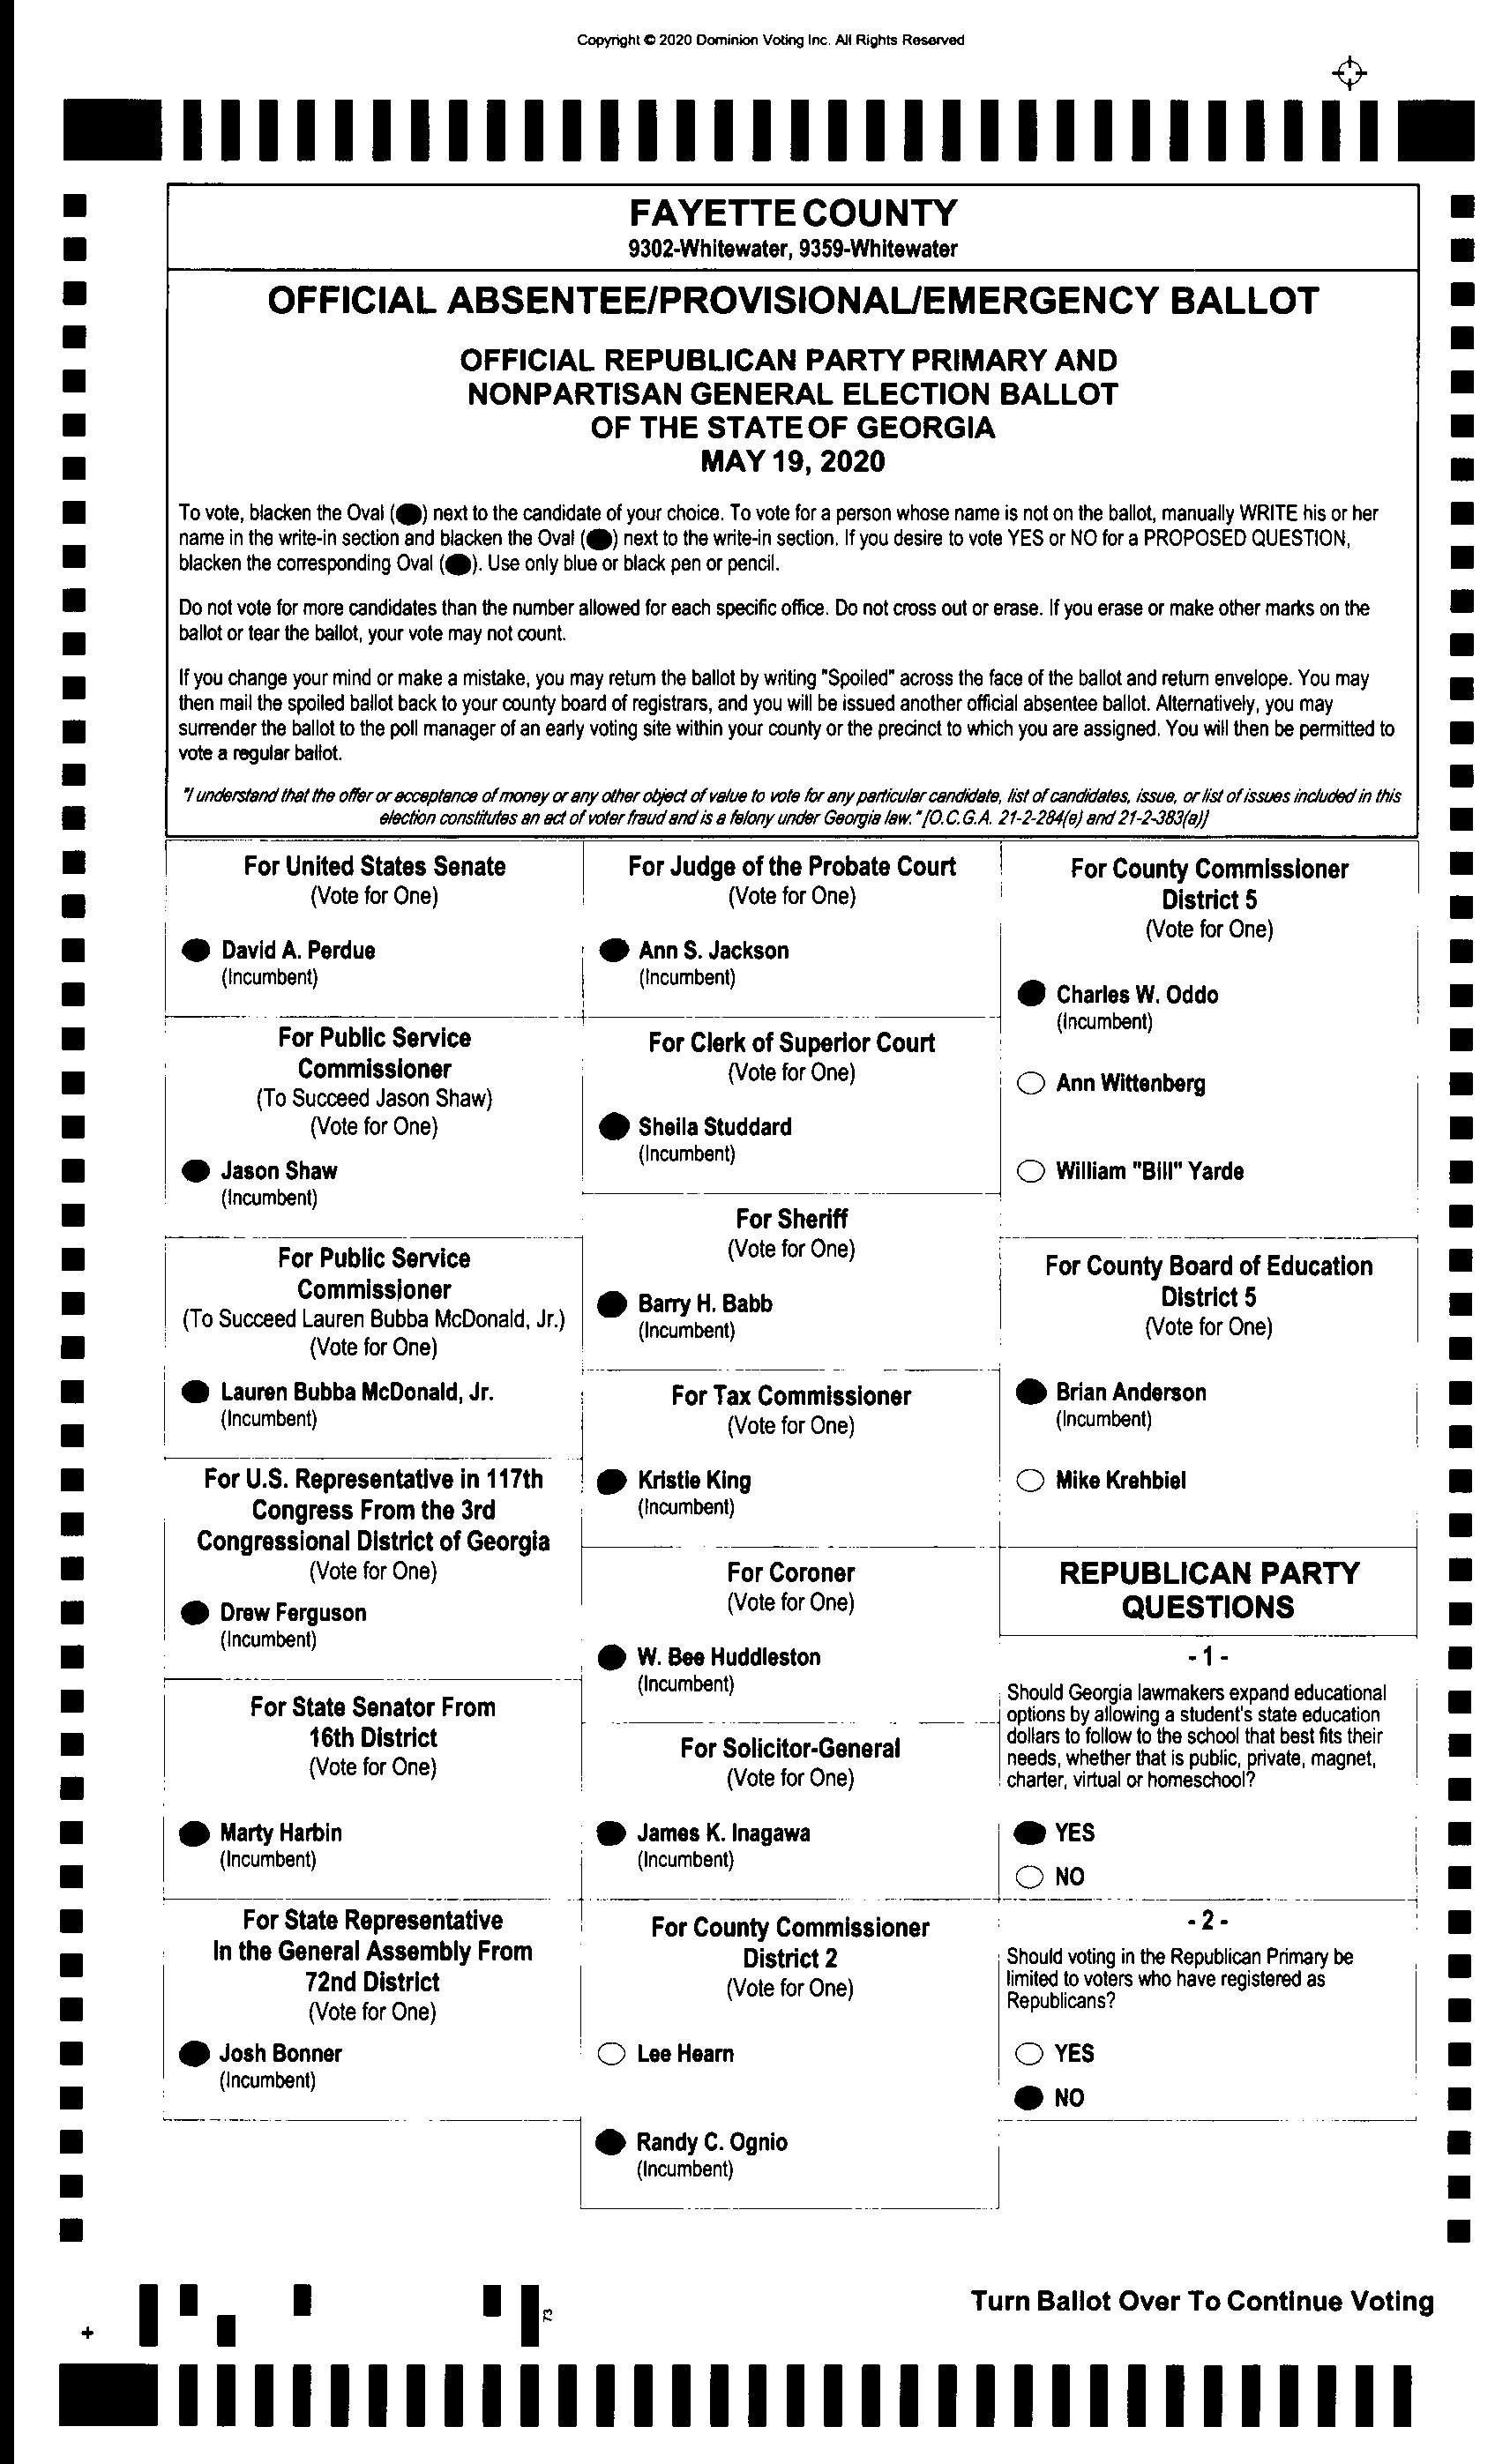 Copyright © 2020 Dominion Voting Inc. All Rights Reserved
FAYETTE COUNTY
9302-Whitewater, 9359-Whitewater
OFFICIAL ABSENTEE/PROVISIONAL/EMERGENCY BALLOT
OFFICIAL REPUBLICAN PARTY PRIMARY AND
NONPARTISAN GENERAL ELECTION BALLOT
OF THE STATE OF GEORGIA
MAY 19, 2020
To vote, blacken the Oval (●) next to the candidate of your choice. To vote for a person whose name is not on the ballot, manually WRITE his or her
name in the write-in section and blacken the Oval (●) next to the write-in section. If you desire to vote YES or NO for a PROPOSED QUESTION,
blacken the corresponding Oval (●). Use only blue or black pen or pencil.
Do not vote for more candidates than the number allowed for each specific office. Do not cross out or erase. If you erase or make other marks on the
ballot or tear the ballot, your vote may not count.
If you change your mind or make a mistake, you may return the ballot by writing "Spoiled" across the face of the ballot and return envelope. You may
then mail the spoiled ballot back to your county board of registrars, and you will be issued another official absentee ballot. Alternatively, you may
surrender the ballot to the poll manager of an early voting site within your county or the precinct to which you are assigned. You will then be permitted to
vote a regular ballot.
"I understand that the offer or acceptance of money or any other object of value to vote for any particular candidate, list of candidates, issue, or list of issues included in this
election constitutes an act of voter fraud and is a felony under Georgia law." [O.C.G.A. 21-2-284(e) and 21-2-383(a)]
For United States Senate
(Vote for One)
David A. Perdue
(Incumbent)
For Public Service
Commissioner
(To Succeed Jason Shaw)
(Vote for One)
Jason Shaw
(Incumbent)
For Public Service
Commissioner
(To Succeed Lauren Bubba McDonald, Jr.)
(Vote for One)
Lauren Bubba McDonald, Jr.
(Incumbent)
For U.S. Representative in 117th
Congress From the 3rd
Congressional District of Georgia
(Vote for One)
Drew Ferguson
(Incumbent)
For State Senator From
16th District
(Vote for One)
Marty Harbin
(Incumbent)
For State Representative
In the General Assembly From
72nd District
(Vote for One)
Josh Bonner
(Incumbent)
For Judge of the Probate Court
(Vote for One)
Ann S. Jackson
(Incumbent)
For Clerk of Superior Court
(Vote for One)
Sheila Studdard
(Incumbent)
For Sheriff
(Vote for One)
Barry H. Babb
(Incumbent)
For Tax Commissioner
(Vote for One)
Kristie King
(Incumbent)
For Coroner
(Vote for One)
W. Bee Huddleston
(Incumbent)
For Solicitor-General
(Vote for One)
James K. Inagawa
(Incumbent)
For County Commissioner
District 2
(Vote for One)
Lee Hearn
Randy C. Ognio
(Incumbent)
For County Commissioner
District 5
(Vote for One)
Charles W. Oddo
(Incumbent)
Ann Wittenberg
William "Bill" Yarde
For County Board of Education
District 5
(Vote for One)
Brian Anderson
(Incumbent)
Mike Krehbiel
REPUBLICAN PARTY
QUESTIONS
- 1 -
Should Georgia lawmakers expand educational
options by allowing a student's state education
dollars to follow to the school that best fits their
needs, whether that is public, private, magnet,
charter, virtual or homeschool?
YES
NO
- 2 -
Should voting in the Republican Primary be
limited to voters who have registered as
Republicans?
YES
NO
73
Turn Ballot Over To Continue Voting